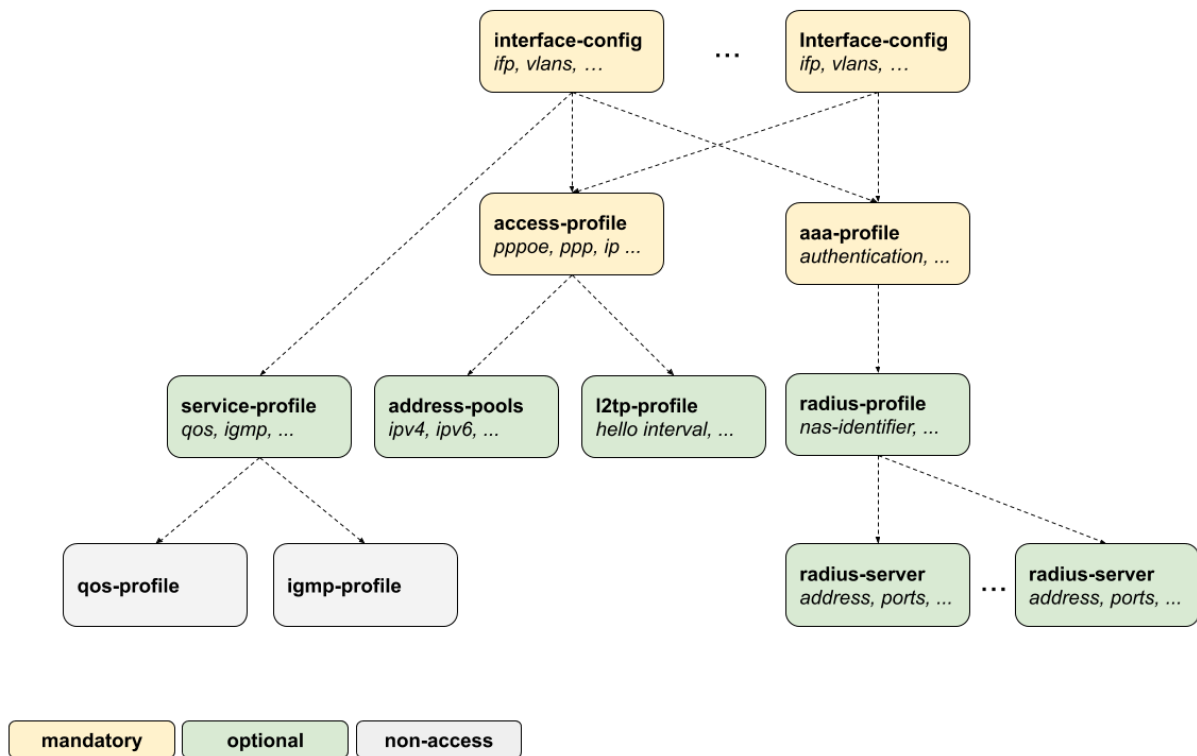 interface-config
ifp, vlans, …
...
Interface-config
ifp, vlans, …
access-profile
pppoe, ppp, ip ...
aaa-profile
authentication, ...
service-profile
qos, igmp, ...
address-pools
ipv4, ipv6, ...
l2tp-profile
hello interval, ...
radius-profile
nas-identifier, ...
qos-profile
igmp-profile
radius-server
address, ports, ...
...
radius-server
address, ports, ...
mandatory
optional
non-access